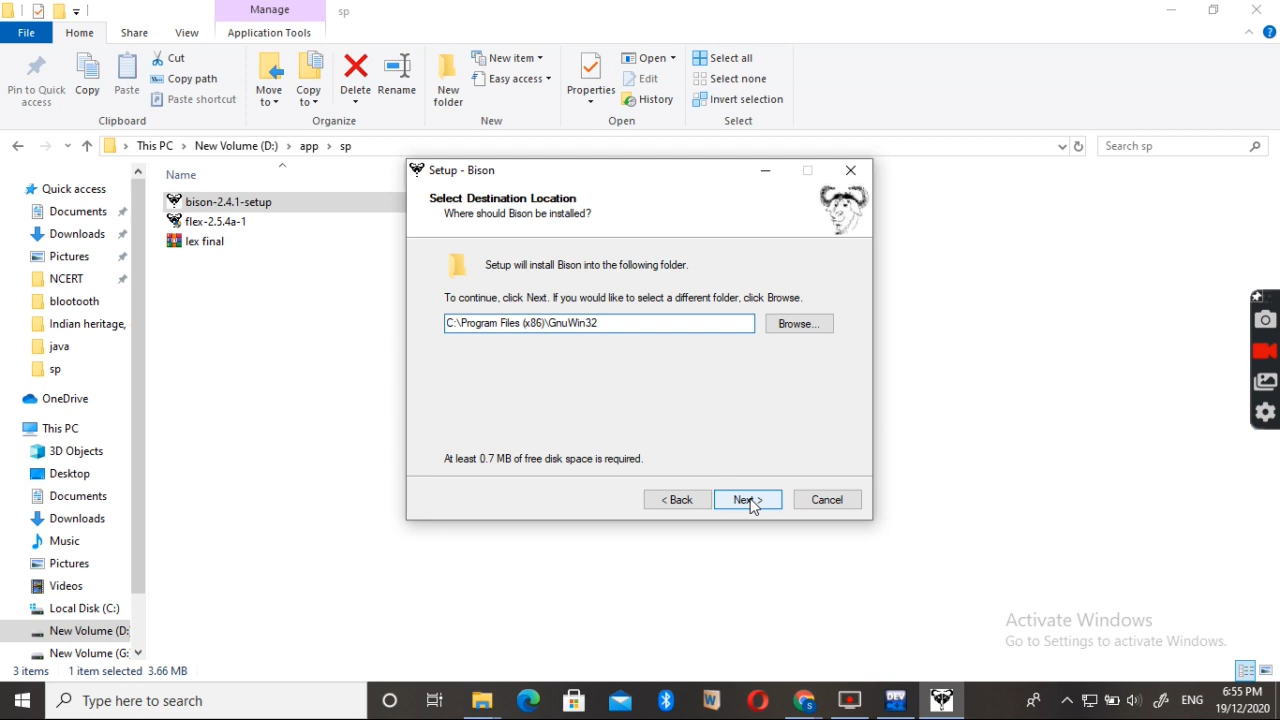 Manage
sp
File
Home
Share
View
Application Tools
Pin to Quick access
Copy
Paste
Cut
Copy path
Paste shortcut
Clipboard
Move to
Copy to
Delete
Rename
Organize
New folder
New item
Easy access
New
Properties
Open
Edit
History
Open
Select all
Select none
Invert selection
Select
This PC > New Volume (D:) > app > sp
Search sp
Quick access
Documents
Downloads
Pictures
NCERT
blootooth
Indian heritage,
java
sp
OneDrive
This PC
3D Objects
Desktop
Documents
Downloads
Music
Pictures
Videos
Local Disk (C:)
New Volume (D:
New Volume (G:
Name
bison-2.4.1-setup
flex-2.5.4a-1
lex final
Setup - Bison
Select Destination Location
Where should Bison be installed?
Setup will install Bison into the following folder.
To continue, click Next. If you would like to select a different folder, click Browse.
C:\Program Files (x86)\GnuWin32
Browse...
At least 0.7 MB of free disk space is required.
< Back
Next >
Cancel
Activate Windows
Go to Settings to activate Windows.
3 items
1 item selected 3.66 MB
Type here to search
DEV
ENG
6:55 PM
19/12/2020